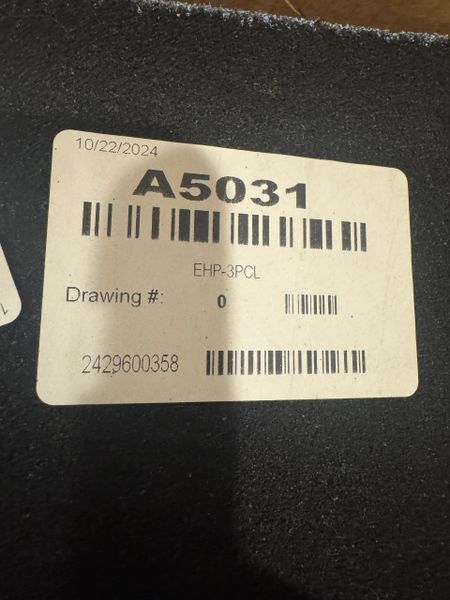 10/22/2024
A5031
EHP-3PCL
Drawing #: 0
2429600358